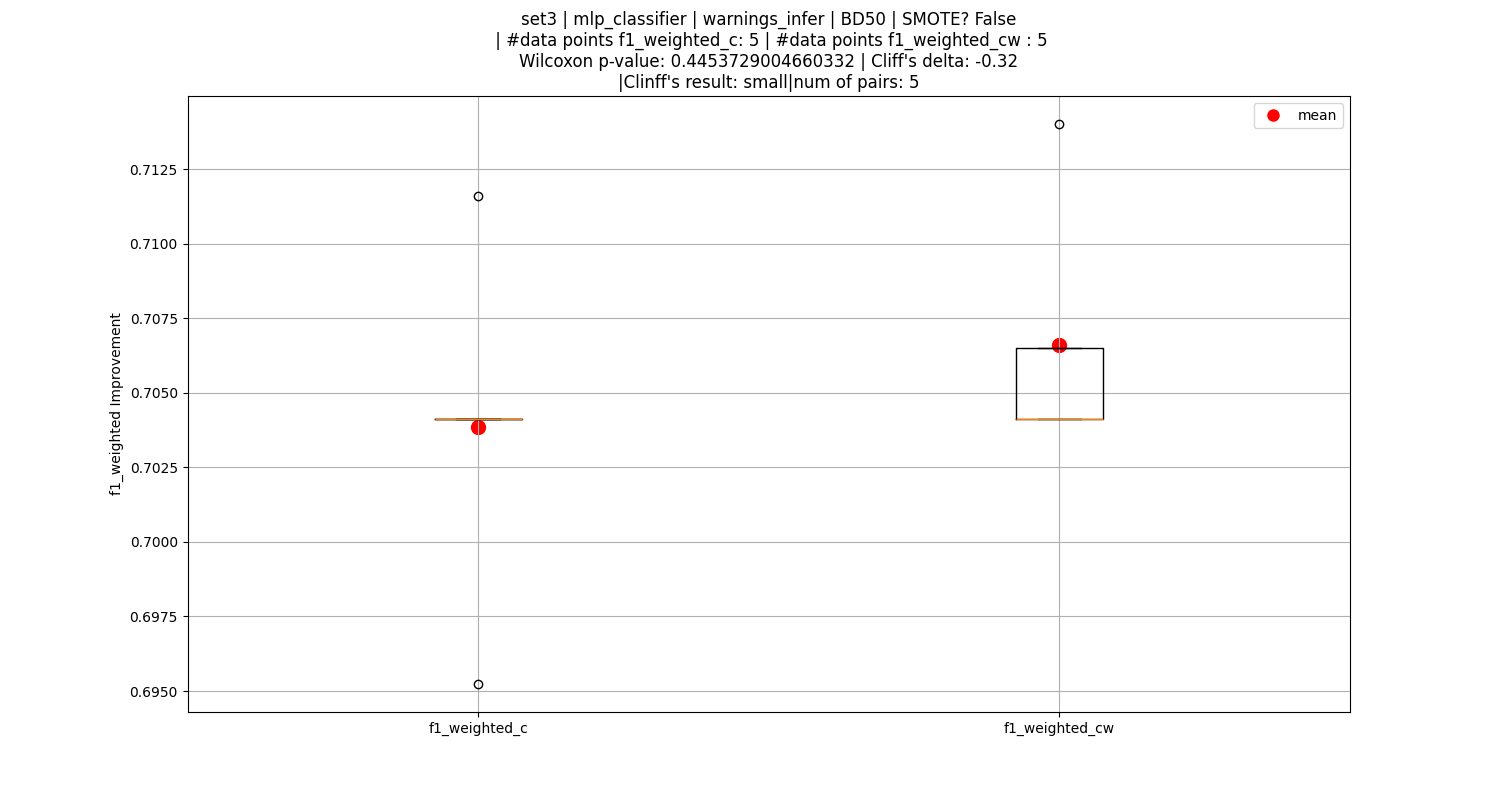 set3 | mlp_classifier | warnings_infer | BD50 | SMOTE? False
| #data points f1_weighted_c: 5 | #data points f1_weighted_cw : 5
Wilcoxon p-value: 0.4453729004660332 | Cliff's delta: -0.32
|Clinff's result: small|num of pairs: 5
mean
f1_weighted Improvement
0.7125
0.7100
0.7075
0.7050
0.7025
0.7000
0.6975
0.6950
f1_weighted_c
f1_weighted_cw